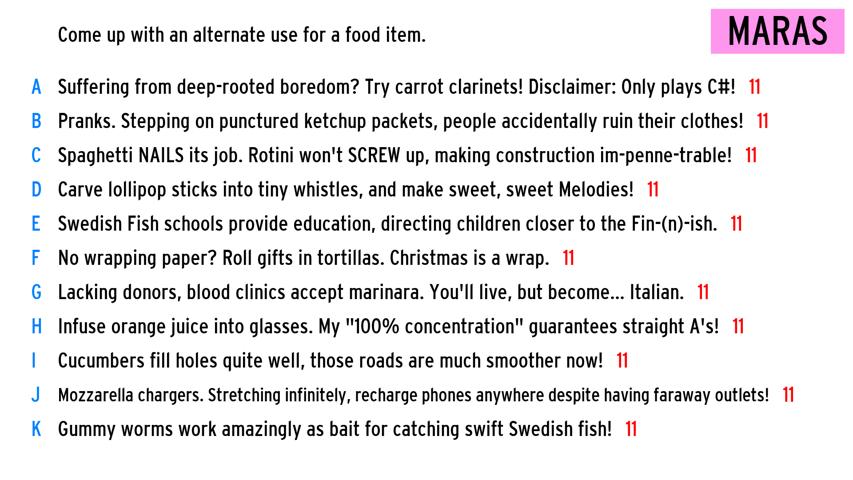 Come up with an alternate use for a food item.
MARAS
A Suffering from deep-rooted boredom? Try carrot clarinets! Disclaimer: Only plays C#! 11
B Pranks. Stepping on punctured ketchup packets, people accidentally ruin their clothes! 11
C Spaghetti NAILS its job. Rotini won't SCREW up, making construction im-penne-trable! 11
D Carve lollipop sticks into tiny whistles, and make sweet, sweet Melodies! 11
E Swedish Fish schools provide education, directing children closer to the Fin-(n)-ish. 11
F No wrapping paper? Roll gifts in tortillas. Christmas is a wrap. 11
G Lacking donors, blood clinics accept marinara. You'll live, but become... Italian. 11
H Infuse orange juice into glasses. My "100% concentration" guarantees straight A's! 11
I Cucumbers fill holes quite well, those roads are much smoother now! 11
J Mozzarella chargers. Stretching infinitely, recharge phones anywhere despite having faraway outlets! 11
K Gummy worms work amazingly as bait for catching swift Swedish fish! 11